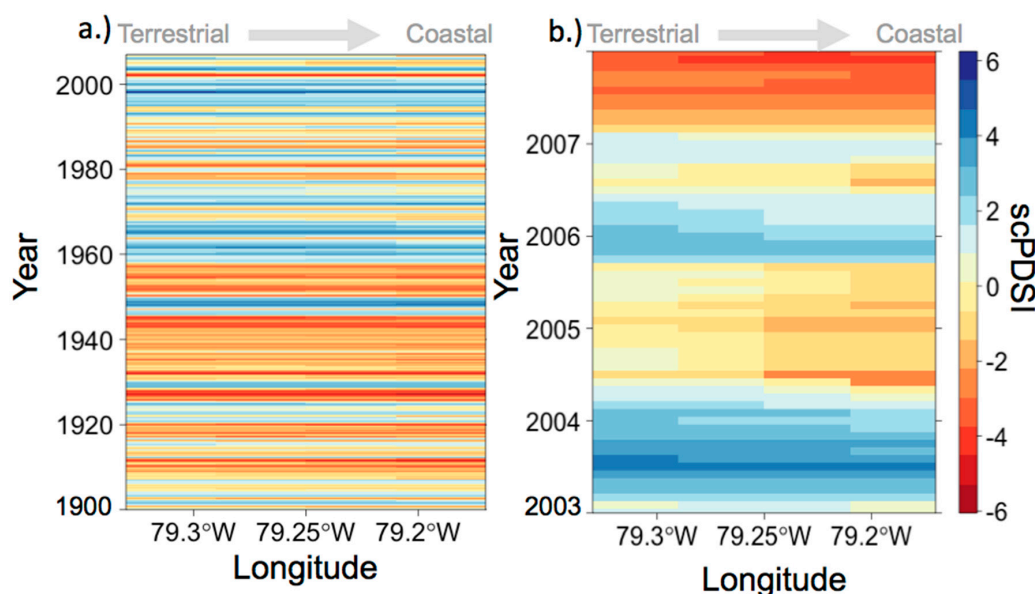 a.)
Terrestrial
Coastal
Year
2000
1980
1960
1940
1920
1900
79.3°W
79.25°W
79.2°W
Longitude
b.)
Terrestrial
Coastal
Year
2007
2006
2005
2004
2003
79.3°W
79.25°W
79.2°W
Longitude
6
4
2
0
-2
-4
-6
scPDSI